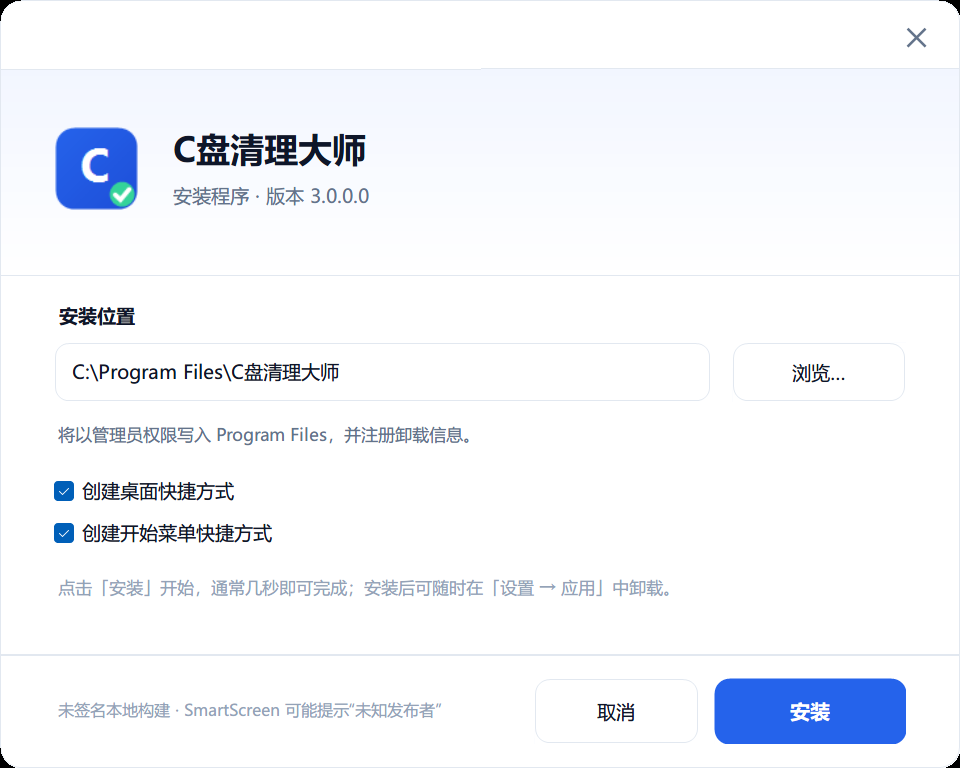 C
C盘清理大师
安装程序 · 版本 3.0.0.0
安装位置
C:\Program Files\C盘清理大师
浏览...
将以管理员权限写入 Program Files，并注册卸载信息。
创建桌面快捷方式
创建开始菜单快捷方式
点击「安装」开始，通常几秒即可完成；安装后可随时在「设置 → 应用」中卸载。
未签名本地构建 · SmartScreen 可能提示“未知发布者”
取消
安装